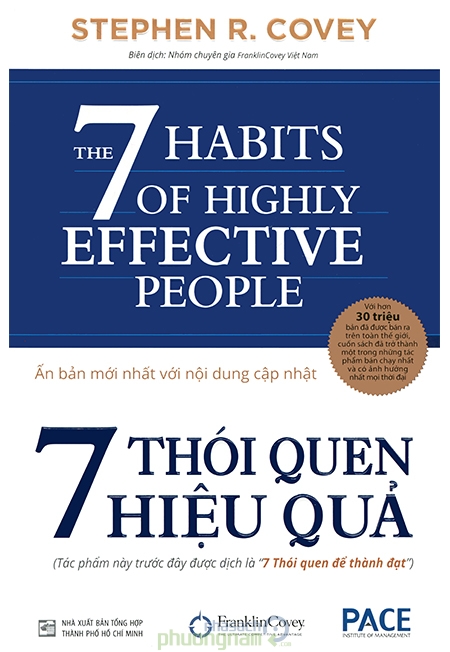 STEPHEN R. COVEY
Biên dịch: Nhóm chuyên gia FranklinCovey Việt Nam
THE 7 HABITS
OF HIGHLY
EFFECTIVE
PEOPLE
Với hơn
30 triệu
bản đã được bán ra
trên toàn thế giới,
cuốn sách đã trở thành
một trong những tác
phẩm bán chạy nhất
và có ảnh hưởng
nhất mọi thời đại
Ấn bản mới nhất với nội dung cập nhật
7 THÓI QUEN
HIỆU QUẢ
(Tác phẩm này trước đây được dịch là “7 Thói quen để thành đạt”)
NHÀ XUẤT BẢN TỔNG HỢP
THÀNH PHỐ HỒ CHÍ MINH
FranklinCovey
PACE
INSTITUTE OF MANAGEMENT
nhasach
phuongnam